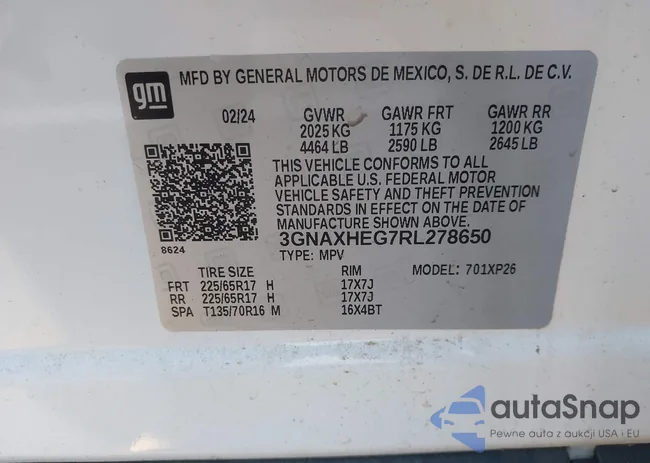 gm
MFD BY GENERAL MOTORS DE MEXICO, S. DE R.L. DE C.V.
02/24 GVWR GAWR FRT GAWR RR
2025 KG 1175 KG 1200 KG
4464 LB 2590 LB 2645 LB
THIS VEHICLE CONFORMS TO ALL
APPLICABLE U.S. FEDERAL MOTOR
VEHICLE SAFETY AND THEFT PREVENTION
STANDARDS IN EFFECT ON THE DATE OF
MANUFACTURE SHOWN ABOVE.
3GNAXHEG7RL278650
8624
TYPE: MPV
TIRE SIZE RIM MODEL: 701XP26
FRT 225/65R17 H 17X7J
RR 225/65R17 H 17X7J
SPA T135/70R16 M 16X4BT
autoSnap
Pewne auta z aukcji USA i EU